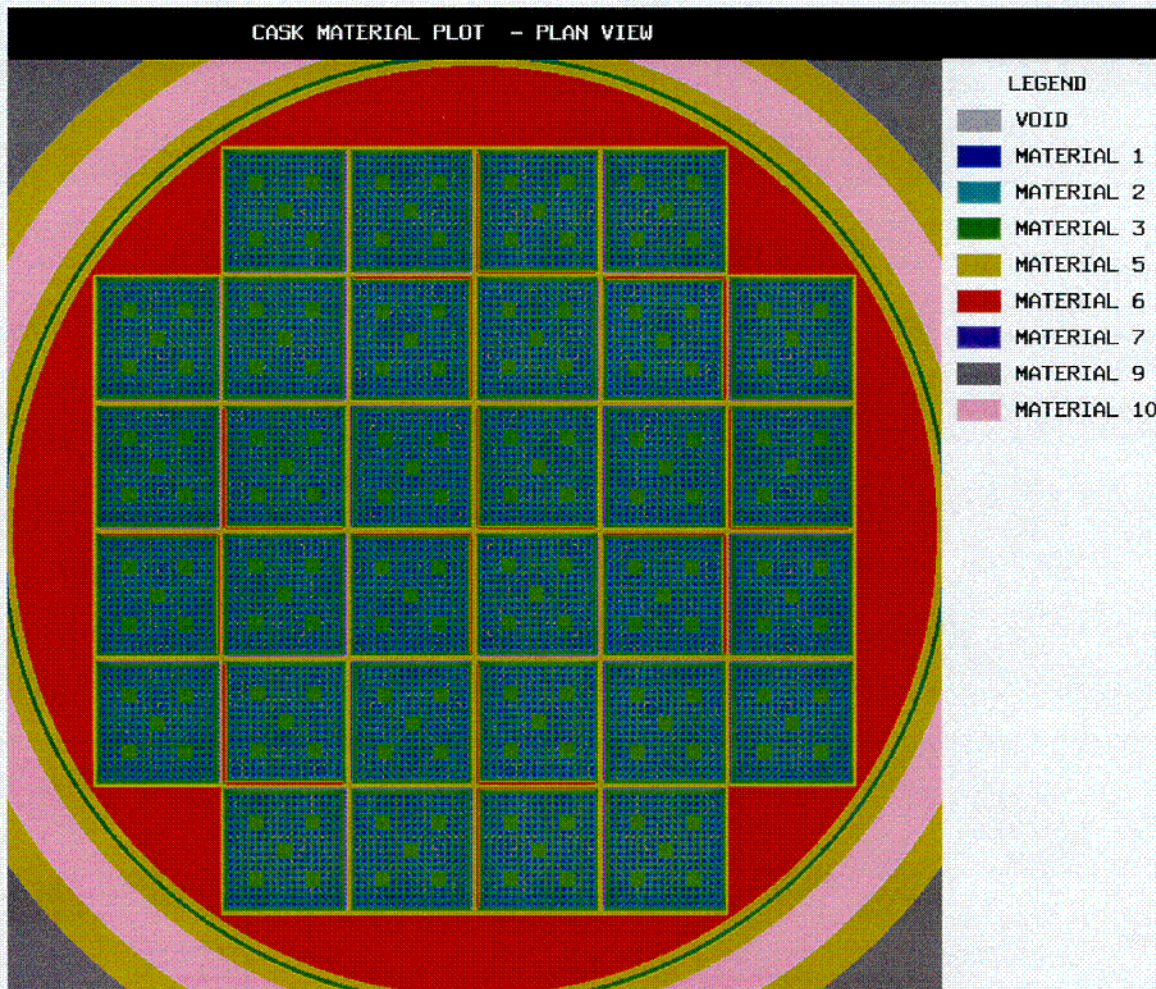 CASK MATERIAL PLOT - PLAN VIEW
LEGEND
VOID
MATERIAL 1
MATERIAL 2
MATERIAL 3
MATERIAL 5
MATERIAL 6
MATERIAL 7
MATERIAL 9
MATERIAL 10